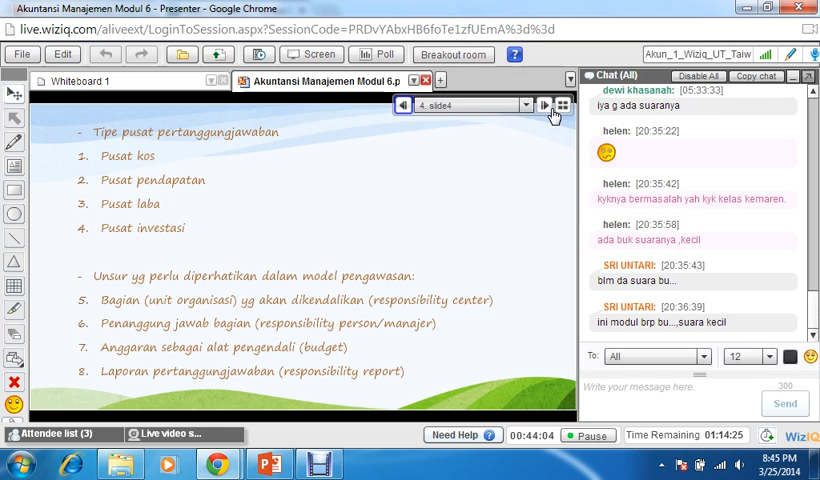 Akuntansi Manajemen Modul 6 - Presenter - Google Chrome
live.wiziq.com/aliveext/LoginToSession.aspx?SessionCode=PRDvYAbxHB6foTe1zfUEmA%3d%3d
File
Edit
Screen
Poll
Breakout room
?
Akun_1_Wiziq_UT_Taiw
Whiteboard 1
Akuntansi Manajemen Modul 6.p
4. slide4
- Tipe pusat pertanggungjawaban
1. Pusat kos
2. Pusat pendapatan
3. Pusat laba
4. Pusat investasi
- Unsur yg perlu diperhatikan dalam model pengawasan:
5. Bagian (unit organisasi) yg akan dikendalikan (responsibility center)
6. Penanggung jawab bagian (responsibility person/manajer)
7. Anggaran sebagai alat pengendali (budget)
8. Laporan pertanggungjawaban (responsibility report)
Chat (All)
Disable All
Copy chat
dewi khasanah: [05:33:33]
iya g ada suaranya
helen: [20:35:22]
helen: [20:35:42]
kyknya bermasalah yah kyk kelas kemaren.
helen: [20:35:58]
ada buk suaranya ,kecil
SRI UNTARI: [20:35:43]
blm da suara bu...
SRI UNTARI: [20:36:39]
ini modul brp bu...,suara kecil
To: All
12
Write your message here.
300
Send
Attendee list (3)
Live video s...
Need Help ?
00:44:04
Pause
Time Remaining 01:14:25
WizIQ
8:45 PM
3/25/2014